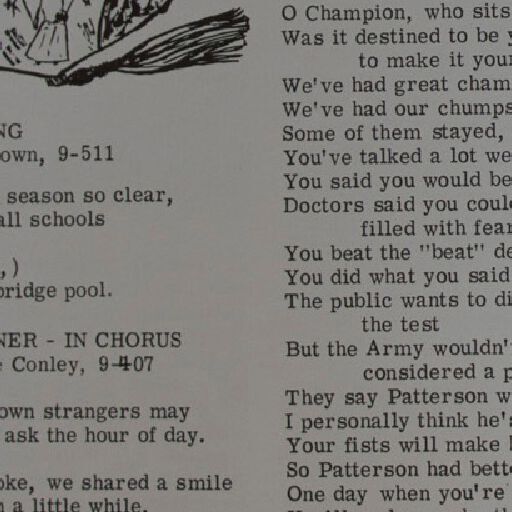 NG
own, 9-511
season so clear,
all schools
,)
bridge pool.
NER - IN CHORUS
Conley, 9-407
own strangers may
ask the hour of day.
oke, we shared a smile
a little while.
O Champion, who sits
Was it destined to be y
to make it your
We've had great cham
We've had our chumps
Some of them stayed,
You've talked a lot we
You said you would be
Doctors said you coul
filled with fear
You beat the "beat" de
You did what you said
The public wants to di
the test
But the Army wouldn'
considered a p
They say Patterson w
I personally think he's
Your fists will make
So Patterson had bett
One day when you're